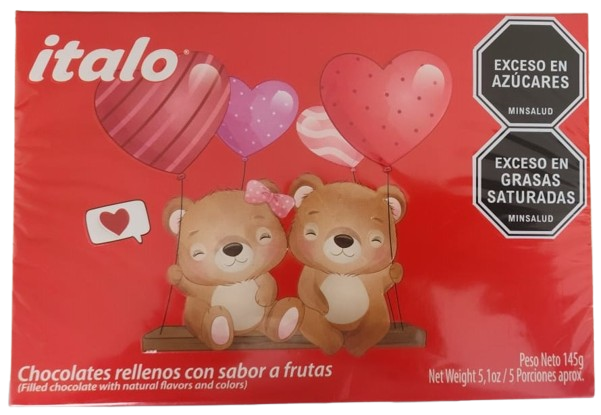 italo
EXCESO EN
AZÚCARES
MINSALUD
EXCESO EN
GRASAS
SATURADAS
MINSALUD
Chocolates rellenos con sabor a frutas
(Filled chocolate with natural flavors and colors)
Peso Neto 145g
Net Weight 5,1oz / 5 Porciones aprox.